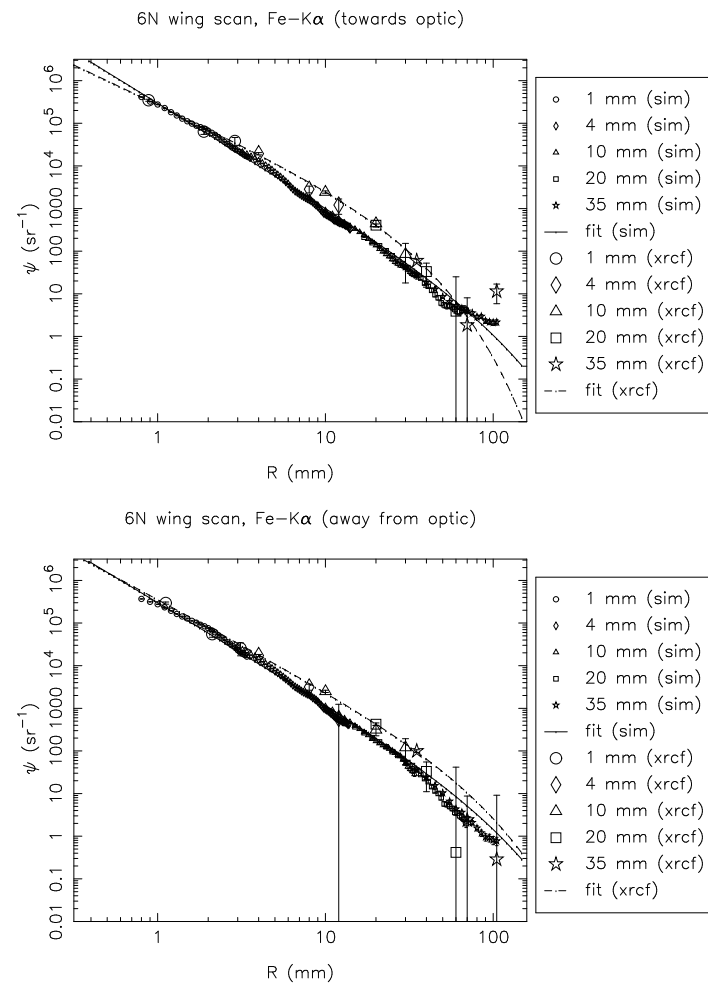 6N wing scan, Fe−Kα (towards optic)
10⁶
10⁵
10⁴
1000
100
10
1
0.1
0.01
ψ (sr⁻¹)
1
10
100
R (mm)
1 mm (sim)
4 mm (sim)
10 mm (sim)
20 mm (sim)
35 mm (sim)
fit (sim)
1 mm (xrcf)
4 mm (xrcf)
10 mm (xrcf)
20 mm (xrcf)
35 mm (xrcf)
fit (xrcf)
6N wing scan, Fe−Kα (away from optic)
10⁶
10⁵
10⁴
1000
100
10
1
0.1
0.01
ψ (sr⁻¹)
1
10
100
R (mm)
1 mm (sim)
4 mm (sim)
10 mm (sim)
20 mm (sim)
35 mm (sim)
fit (sim)
1 mm (xrcf)
4 mm (xrcf)
10 mm (xrcf)
20 mm (xrcf)
35 mm (xrcf)
fit (xrcf)